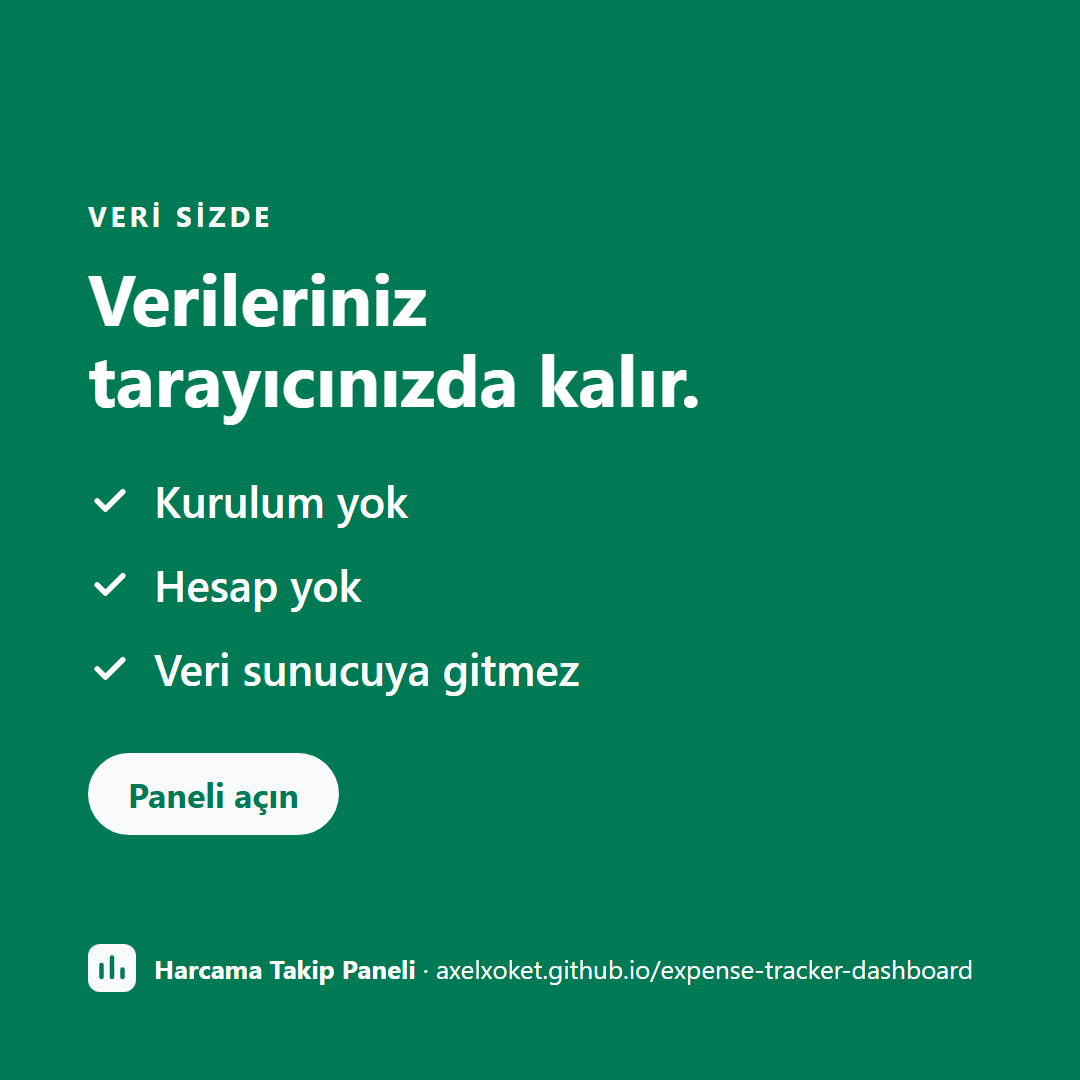 VERİ SİZDE
Verileriniz
tarayıcınızda kalır.
Kurulum yok
Hesap yok
Veri sunucuya gitmez
Paneli açın
Harcama Takip Paneli · axelxoket.github.io/expense-tracker-dashboard